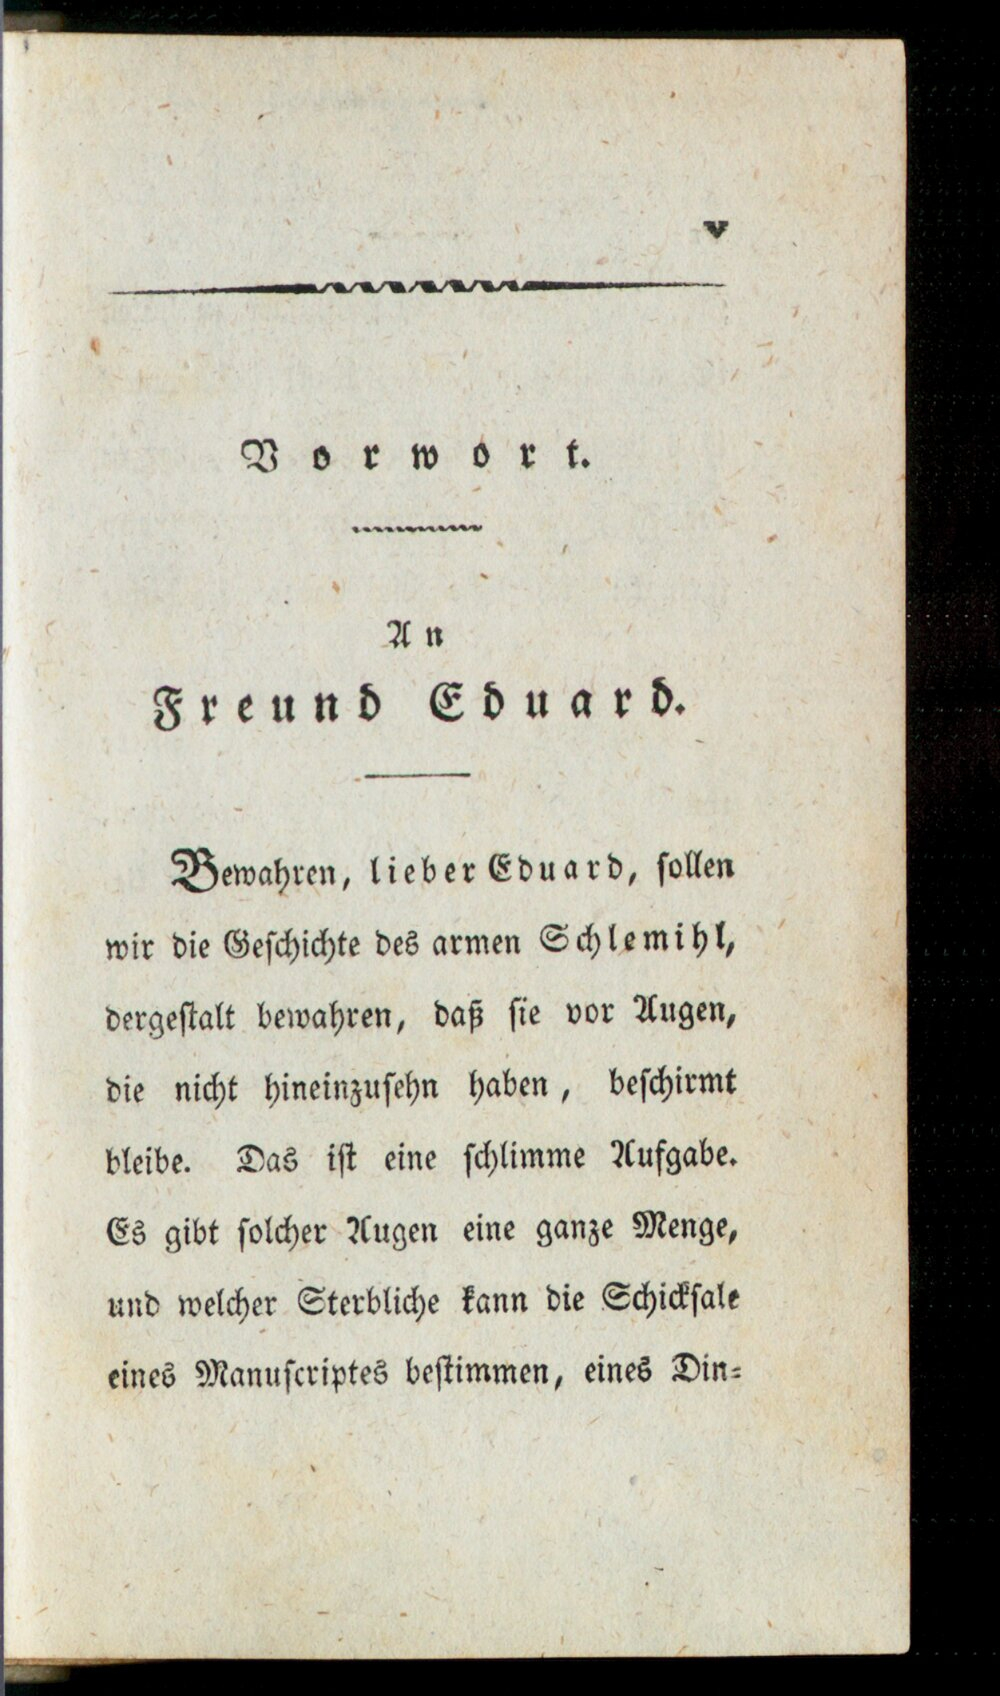 v
Vorwort.
An
Freund Eduard.
Bewahren, lieber Eduard, ſollen
wir die Geſchichte des armen Schlemihl,
dergeſtalt bewahren, daß ſie vor Augen,
die nicht hineinzuſehn haben, beſchirmt
bleibe. Das iſt eine ſchlimme Aufgabe.
Es gibt ſolcher Augen eine ganze Menge,
und welcher Sterbliche kann die Schickſale
eines Manuſcriptes beſtimmen, eines Din⸗